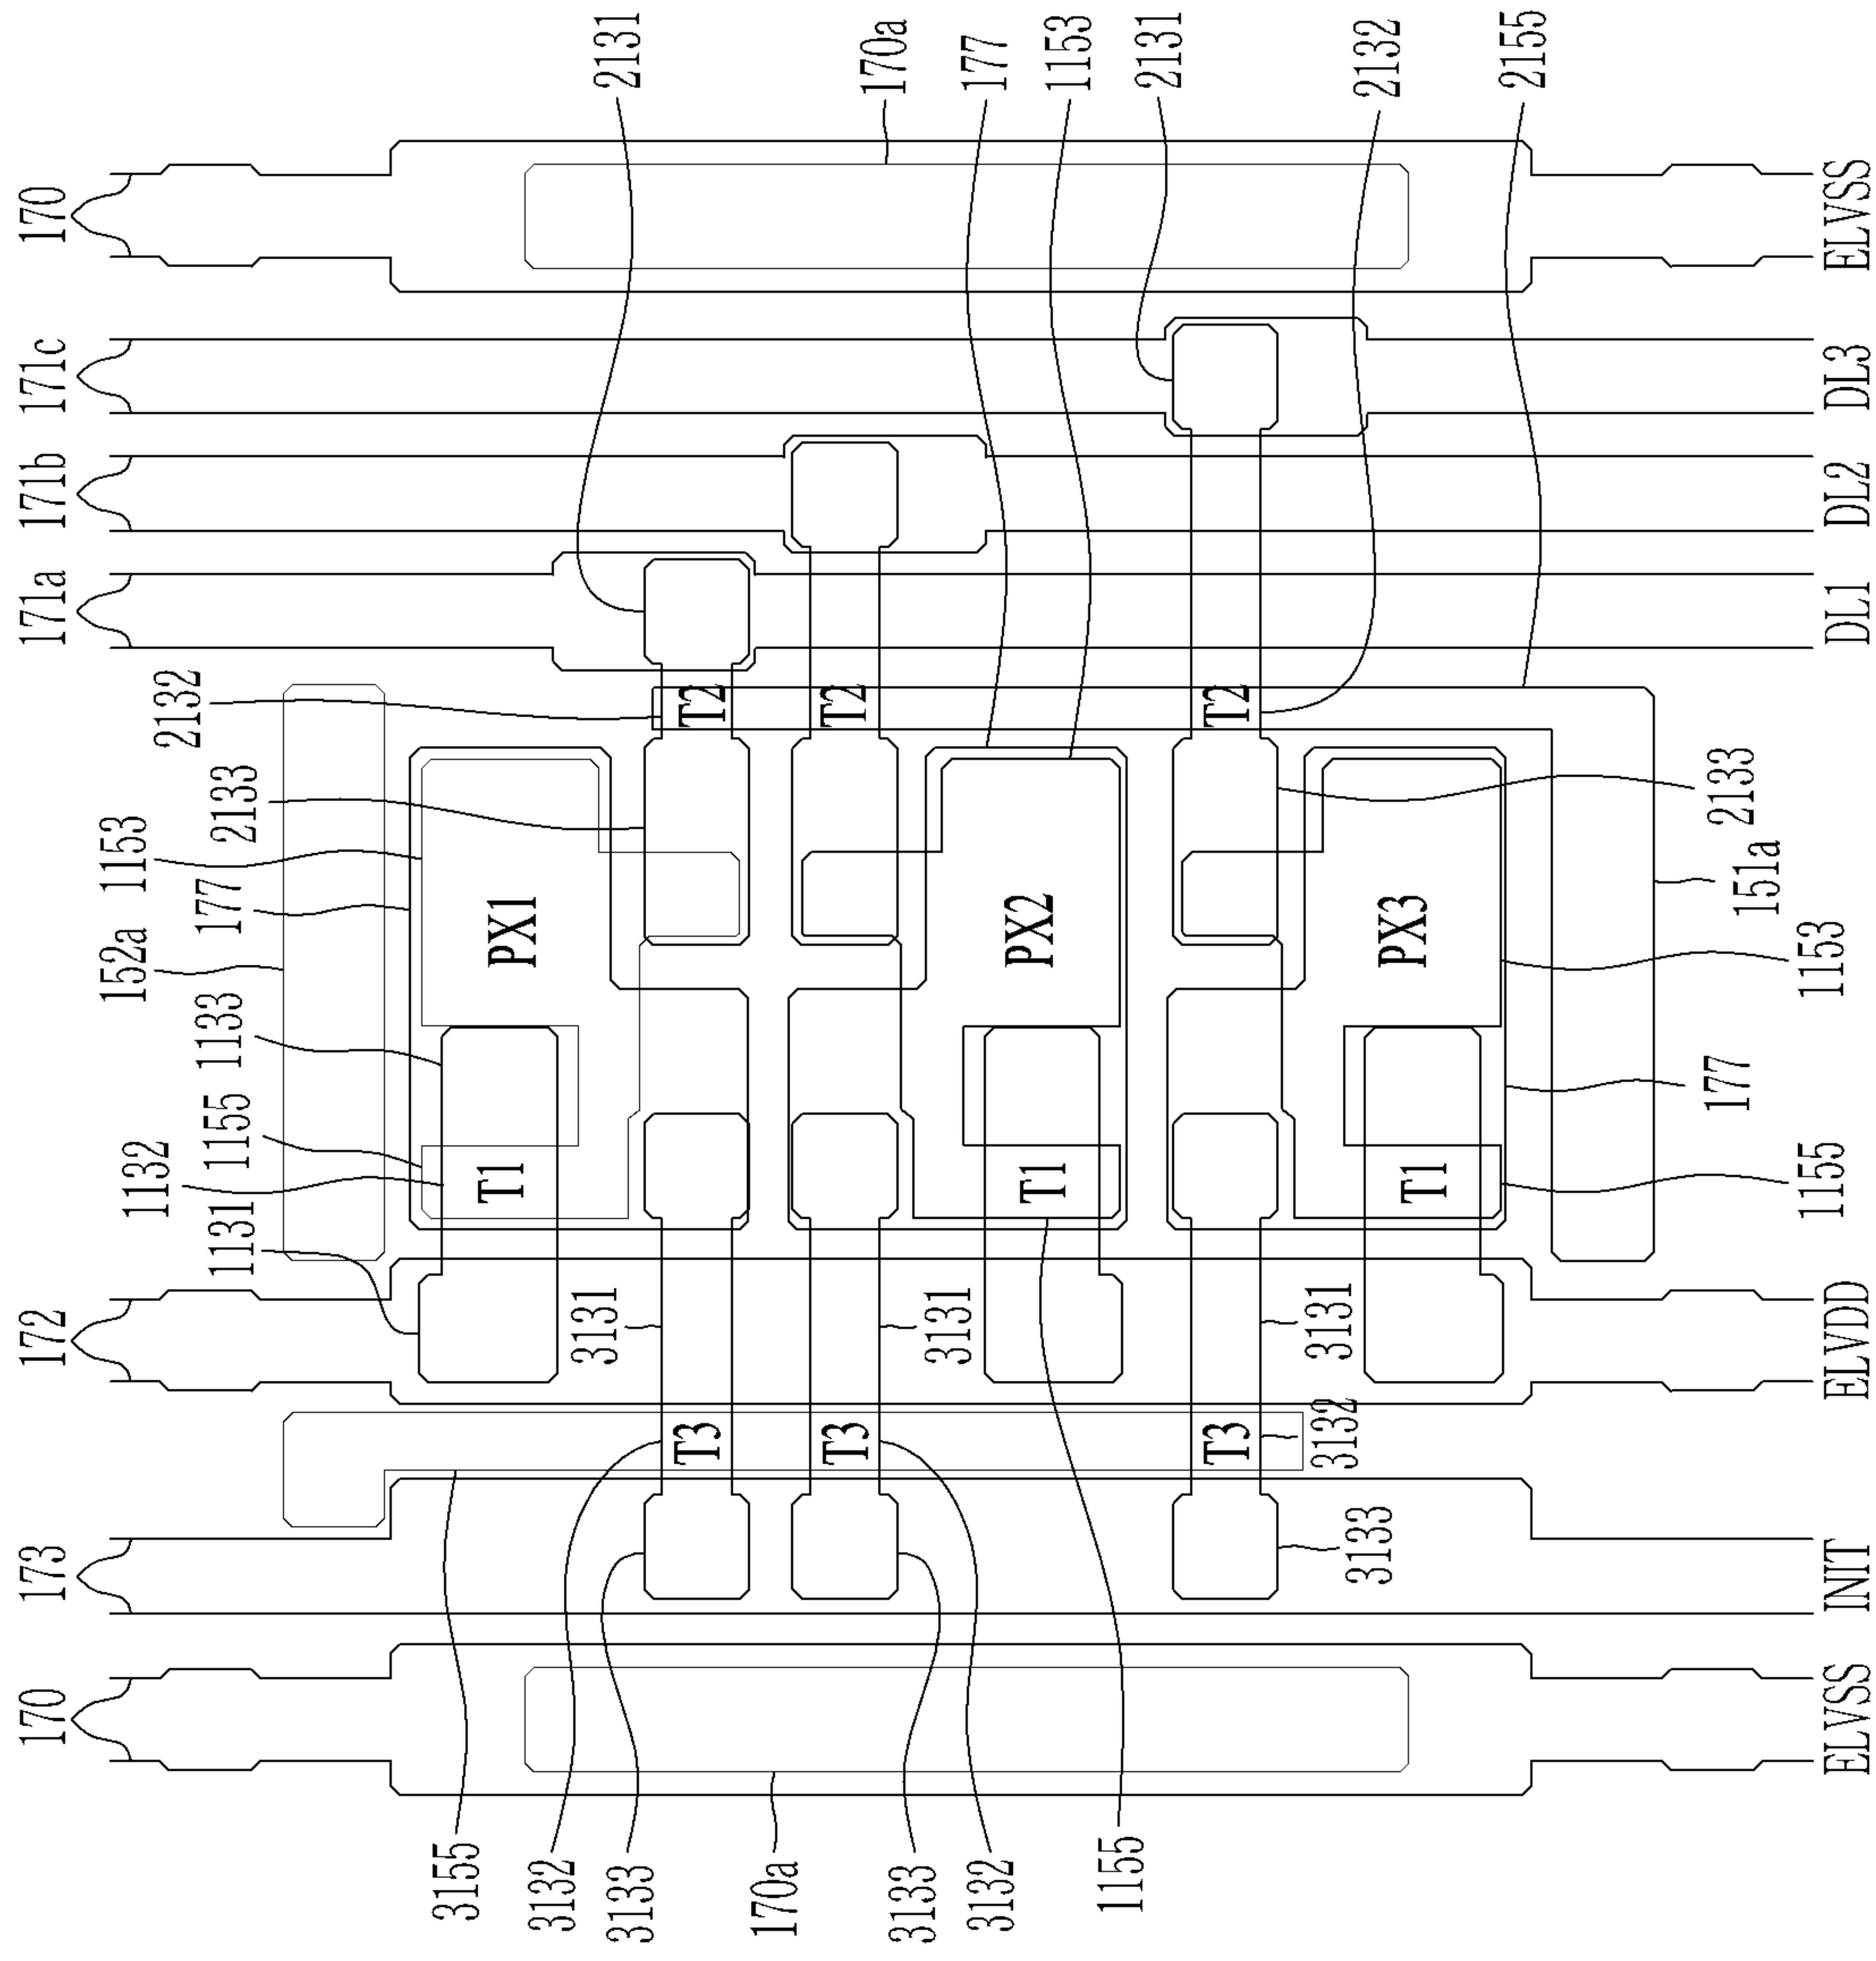 170 173 172 171a 171b 171c 170
152a 1153
1132
2132
1131 1155 1133 177 2133
3155
T1 PX1
3132
3131
2131
3133
T3 T2
170a
T3 T2
170a
3133
3131
177
3132
T1 PX2
1153
1155
2131
T3 T2
3132 3131
3133
2132
T1 PX3
2155
177 2133
151a
1155 1153
ELVSS INIT ELVDD DL1 DL2 DL3 ELVSS